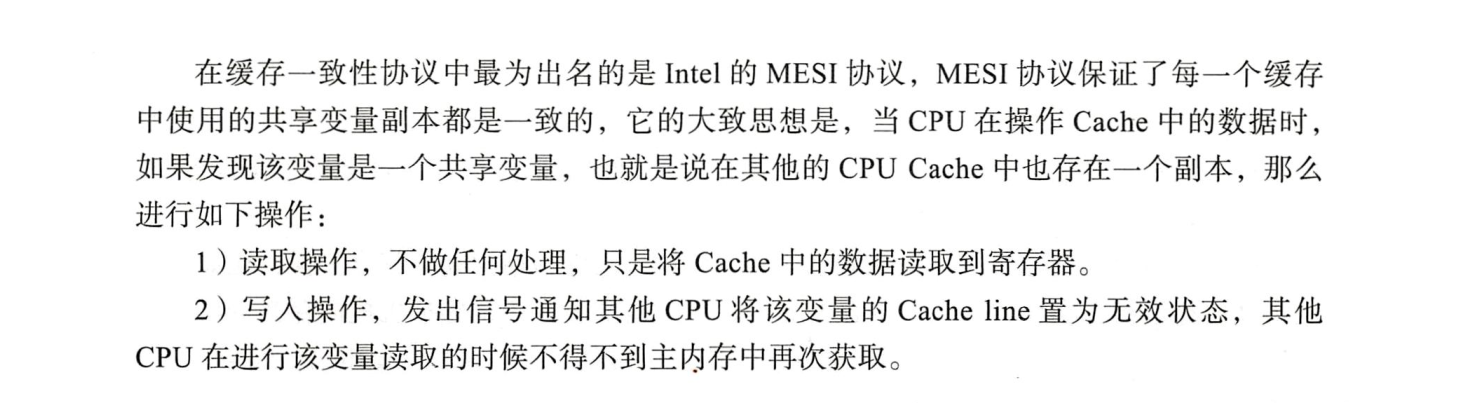 在缓存一致性协议中最为出名的是 Intel 的 MESI 协议，MESI 协议保证了每一个缓存
中使用的共享变量副本都是一致的，它的大致思想是，当 CPU 在操作 Cache 中的数据时，
如果发现该变量是一个共享变量，也就是说在其他的 CPU Cache 中也存在一个副本，那么
进行如下操作：
1）读取操作，不做任何处理，只是将 Cache 中的数据读取到寄存器。
2）写入操作，发出信号通知其他 CPU 将该变量的 Cache line 置为无效状态，其他
CPU 在进行该变量读取的时候不得不到主内存中再次获取。